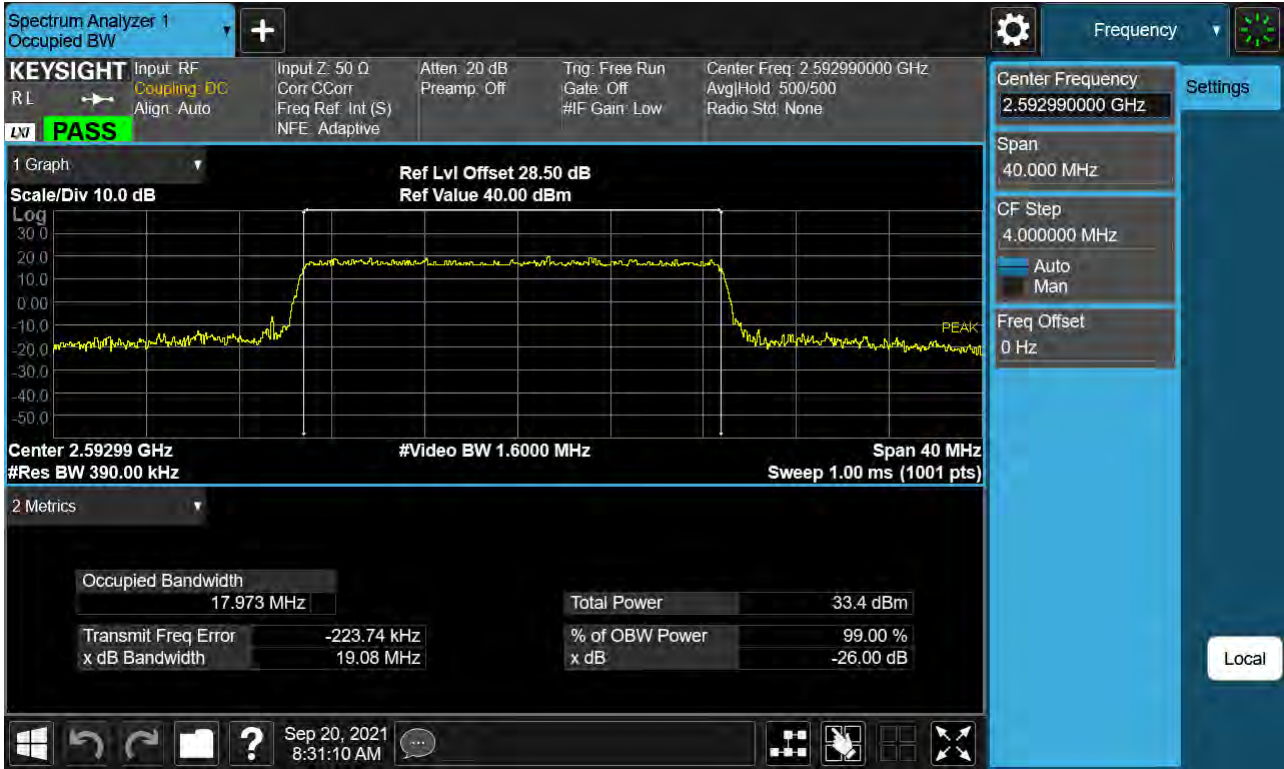 Spectrum Analyzer 1
Occupied BW
+
Frequency
KEYSIGHT
RL
LXI
PASS
Input: RF
Coupling: DC
Align: Auto
Input Z: 50 Ω
Corr CCorr
Freq Ref: Int (S)
NFE: Adaptive
Atten: 20 dB
Preamp: Off
Trig: Free Run
Gate: Off
#IF Gain: Low
Center Freq: 2.592990000 GHz
Avg|Hold: 500/500
Radio Std: None
Center Frequency
2.592990000 GHz
Settings
Span
40.000 MHz
CF Step
4.000000 MHz
Auto
Man
Freq Offset
0 Hz
Local
1 Graph
Scale/Div 10.0 dB
Ref Lvl Offset 28.50 dB
Ref Value 40.00 dBm
Log
30.0
20.0
10.0
0.00
-10.0
-20.0
-30.0
-40.0
-50.0
PEAK
Center 2.59299 GHz
#Video BW 1.6000 MHz
Span 40 MHz
#Res BW 390.00 kHz
Sweep 1.00 ms (1001 pts)
2 Metrics
Occupied Bandwidth
17.973 MHz
Total Power 33.4 dBm
Transmit Freq Error -223.74 kHz
% of OBW Power 99.00 %
x dB Bandwidth 19.08 MHz
x dB -26.00 dB
?
Sep 20, 2021
8:31:10 AM